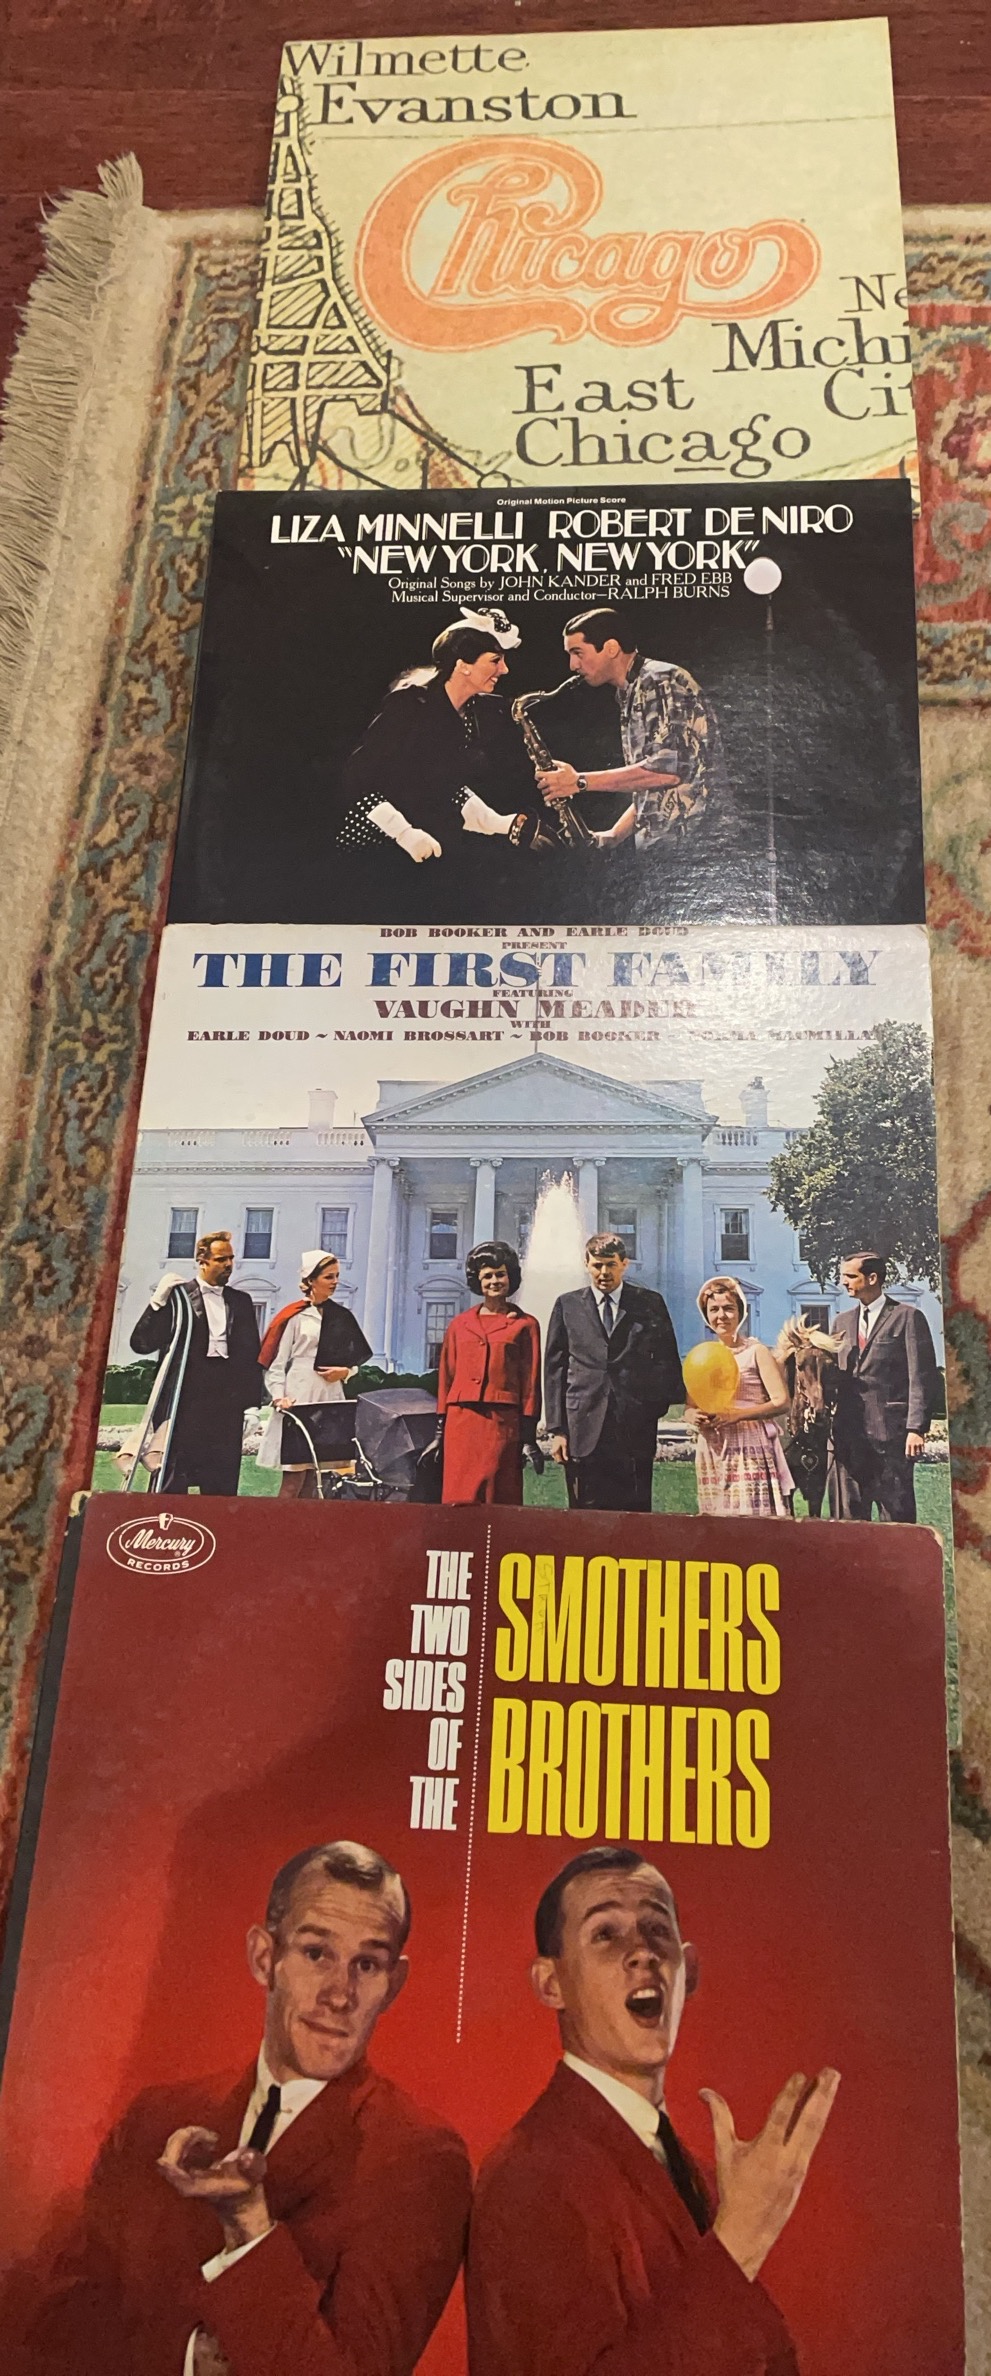 Wilmette
Evanston
Chicago
Michi
East
Chicago
Original Motion Picture Score
LIZA MINNELLI ROBERT DE NIRO
"NEW YORK, NEW YORK"
Original Songs by JOHN KANDER and FRED EBB
Musical Supervisor and Conductor—RALPH BURNS
BOB BOOKER AND EARLE DOUD
PRESENT
THE FIRST FAMILY
FEATURING
VAUGHN MEADER
WITH
EARLE DOUD ~ NAOMI BROSSART ~ BOB BOOKER ~ NORMA MACMILLA
Mercury
RECORDS
THE
TWO
SIDES
OF
THE
SMOTHERS
BROTHERS